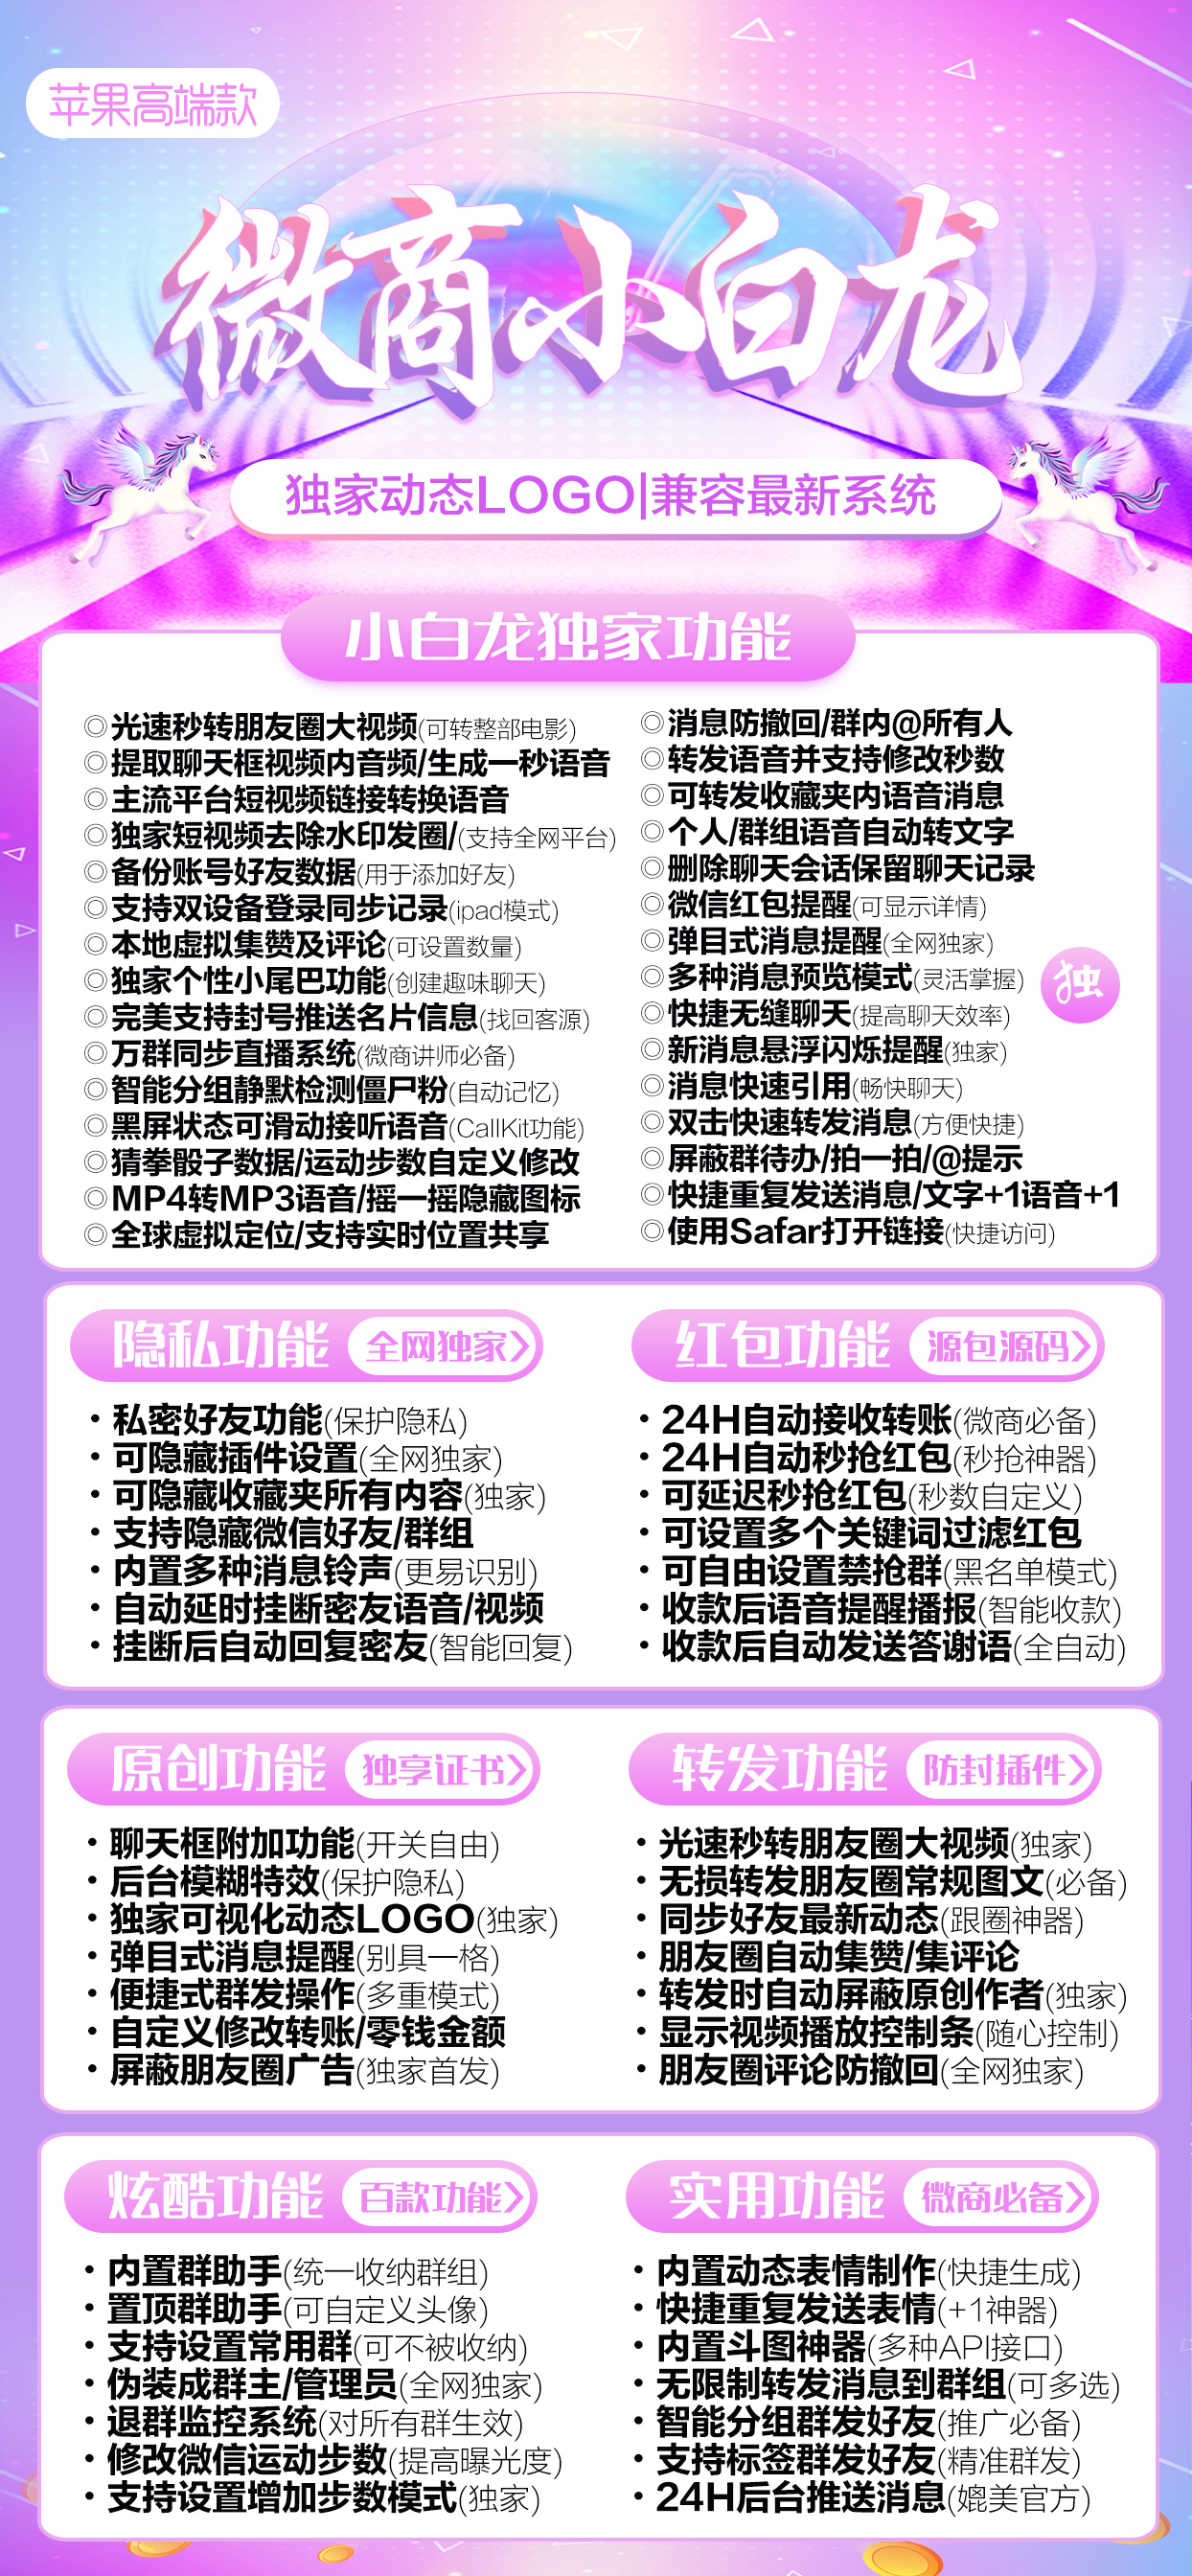 苹果高端款
微商小白龙
独家动态LOGO|兼容最新系统
小白龙独家功能
◎光速秒转朋友圈大视频(可转整部电影)
◎提取聊天框视频内音频/生成一秒语音
◎主流平台短视频链接转换语音
◎独家短视频去除水印发圈/(支持全网平台)
◎备份账号好友数据(用于添加好友)
◎支持双设备登录同步记录(ipad模式)
◎本地虚拟集赞及评论(可设置数量)
◎独家个性小尾巴功能(创建趣味聊天)
◎完美支持封号推送名片信息(找回客源)
◎万群同步直播系统(微商讲师必备)
◎智能分组静默检测僵尸粉(自动记忆)
◎黑屏状态可滑动接听语音(CallKit功能)
◎猜拳骰子数据/运动步数自定义修改
◎MP4转MP3语音/摇一摇隐藏图标
◎全球虚拟定位/支持实时位置共享
◎消息防撤回/群内@所有人
◎转发语音并支持修改秒数
◎可转发收藏夹内语音消息
◎个人/群组语音自动转文字
◎删除聊天会话保留聊天记录
◎微信红包提醒(可显示详情)
◎弹目式消息提醒(全网独家)
◎多种消息预览模式(灵活掌握)
◎快捷无缝聊天(提高聊天效率)
◎新消息悬浮闪烁提醒(独家)
◎消息快速引用(畅快聊天)
◎双击快速转发消息(方便快捷)
◎屏蔽群待办/拍一拍/@提示
◎快捷重复发送消息/文字+1语音+1
◎使用Safar打开链接(快捷访问)
独
隐私功能 全网独家>
·私密好友功能(保护隐私)
·可隐藏插件设置(全网独家)
·可隐藏收藏夹所有内容(独家)
·支持隐藏微信好友/群组
·内置多种消息铃声(更易识别)
·自动延时挂断密友语音/视频
·挂断后自动回复密友(智能回复)
红包功能 源包源码>
·24H自动接收转账(微商必备)
·24H自动秒抢红包(秒抢神器)
·可延迟秒抢红包(秒数自定义)
·可设置多个关键词过滤红包
·可自由设置禁抢群(黑名单模式)
·收款后语音提醒播报(智能收款)
·收款后自动发送答谢语(全自动)
原创功能 独享证书>
·聊天框附加功能(开关自由)
·后台模糊特效(保护隐私)
·独家可视化动态LOGO(独家)
·弹目式消息提醒(别具一格)
·便捷式群发操作(多重模式)
·自定义修改转账/零钱金额
·屏蔽朋友圈广告(独家首发)
转发功能 防封插件>
·光速秒转朋友圈大视频(独家)
·无损转发朋友圈常规图文(必备)
·同步好友最新动态(跟圈神器)
·朋友圈自动集赞/集评论
·转发时自动屏蔽原创作者(独家)
·显示视频播放控制条(随心控制)
·朋友圈评论防撤回(全网独家)
炫酷功能 百款功能>
·内置群助手(统一收纳群组)
·置顶群助手(可自定义头像)
·支持设置常用群(可不被收纳)
·伪装成群主/管理员(全网独家)
·退群监控系统(对所有群生效)
·修改微信运动步数(提高曝光度)
·支持设置增加步数模式(独家)
实用功能 微商必备>
·内置动态表情制作(快捷生成)
·快捷重复发送表情(+1神器)
·内置斗图神器(多种API接口)
·无限制转发消息到群组(可多选)
·智能分组群发好友(推广必备)
·支持标签群发好友(精准群发)
·24H后台推送消息(媲美官方)